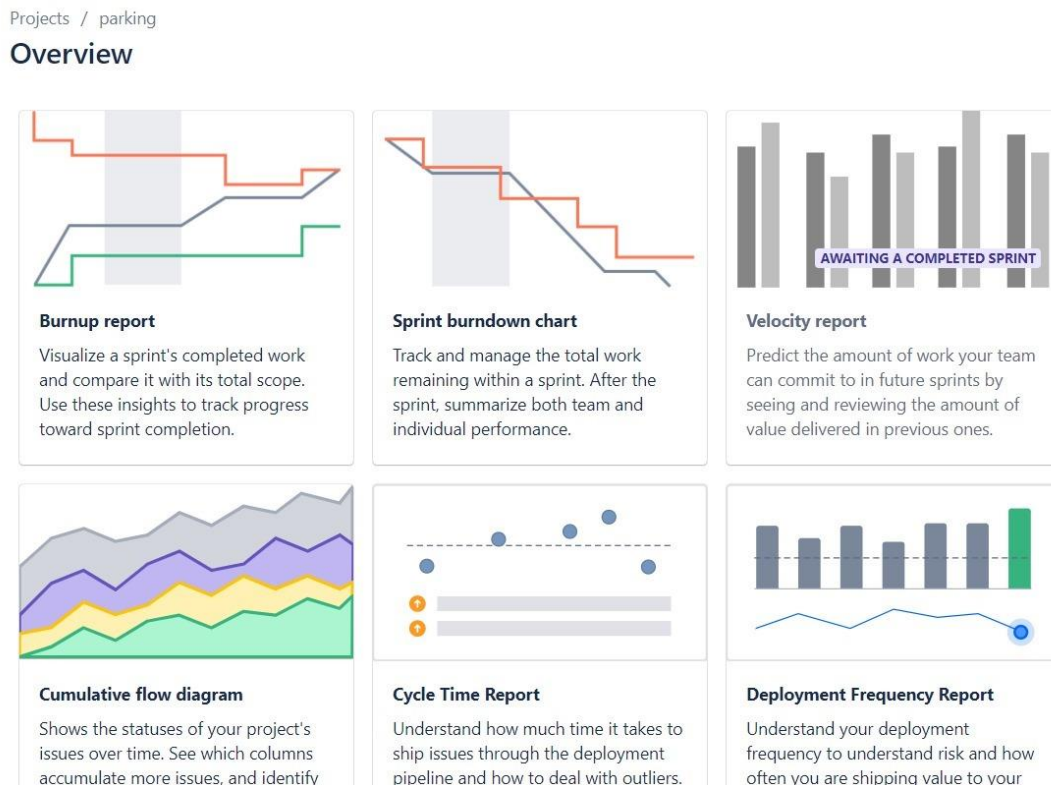 Projects / parking
Overview
Burnup report
Visualize a sprint's completed work
and compare it with its total scope.
Use these insights to track progress
toward sprint completion.
Sprint burndown chart
Track and manage the total work
remaining within a sprint. After the
sprint, summarize both team and
individual performance.
AWAITING A COMPLETED SPRINT
Velocity report
Predict the amount of work your team
can commit to in future sprints by
seeing and reviewing the amount of
value delivered in previous ones.
Cumulative flow diagram
Shows the statuses of your project's
issues over time. See which columns
accumulate more issues, and identify
Cycle Time Report
Understand how much time it takes to
ship issues through the deployment
pipeline and how to deal with outliers.
Deployment Frequency Report
Understand your deployment
frequency to understand risk and how
often you are shipping value to your